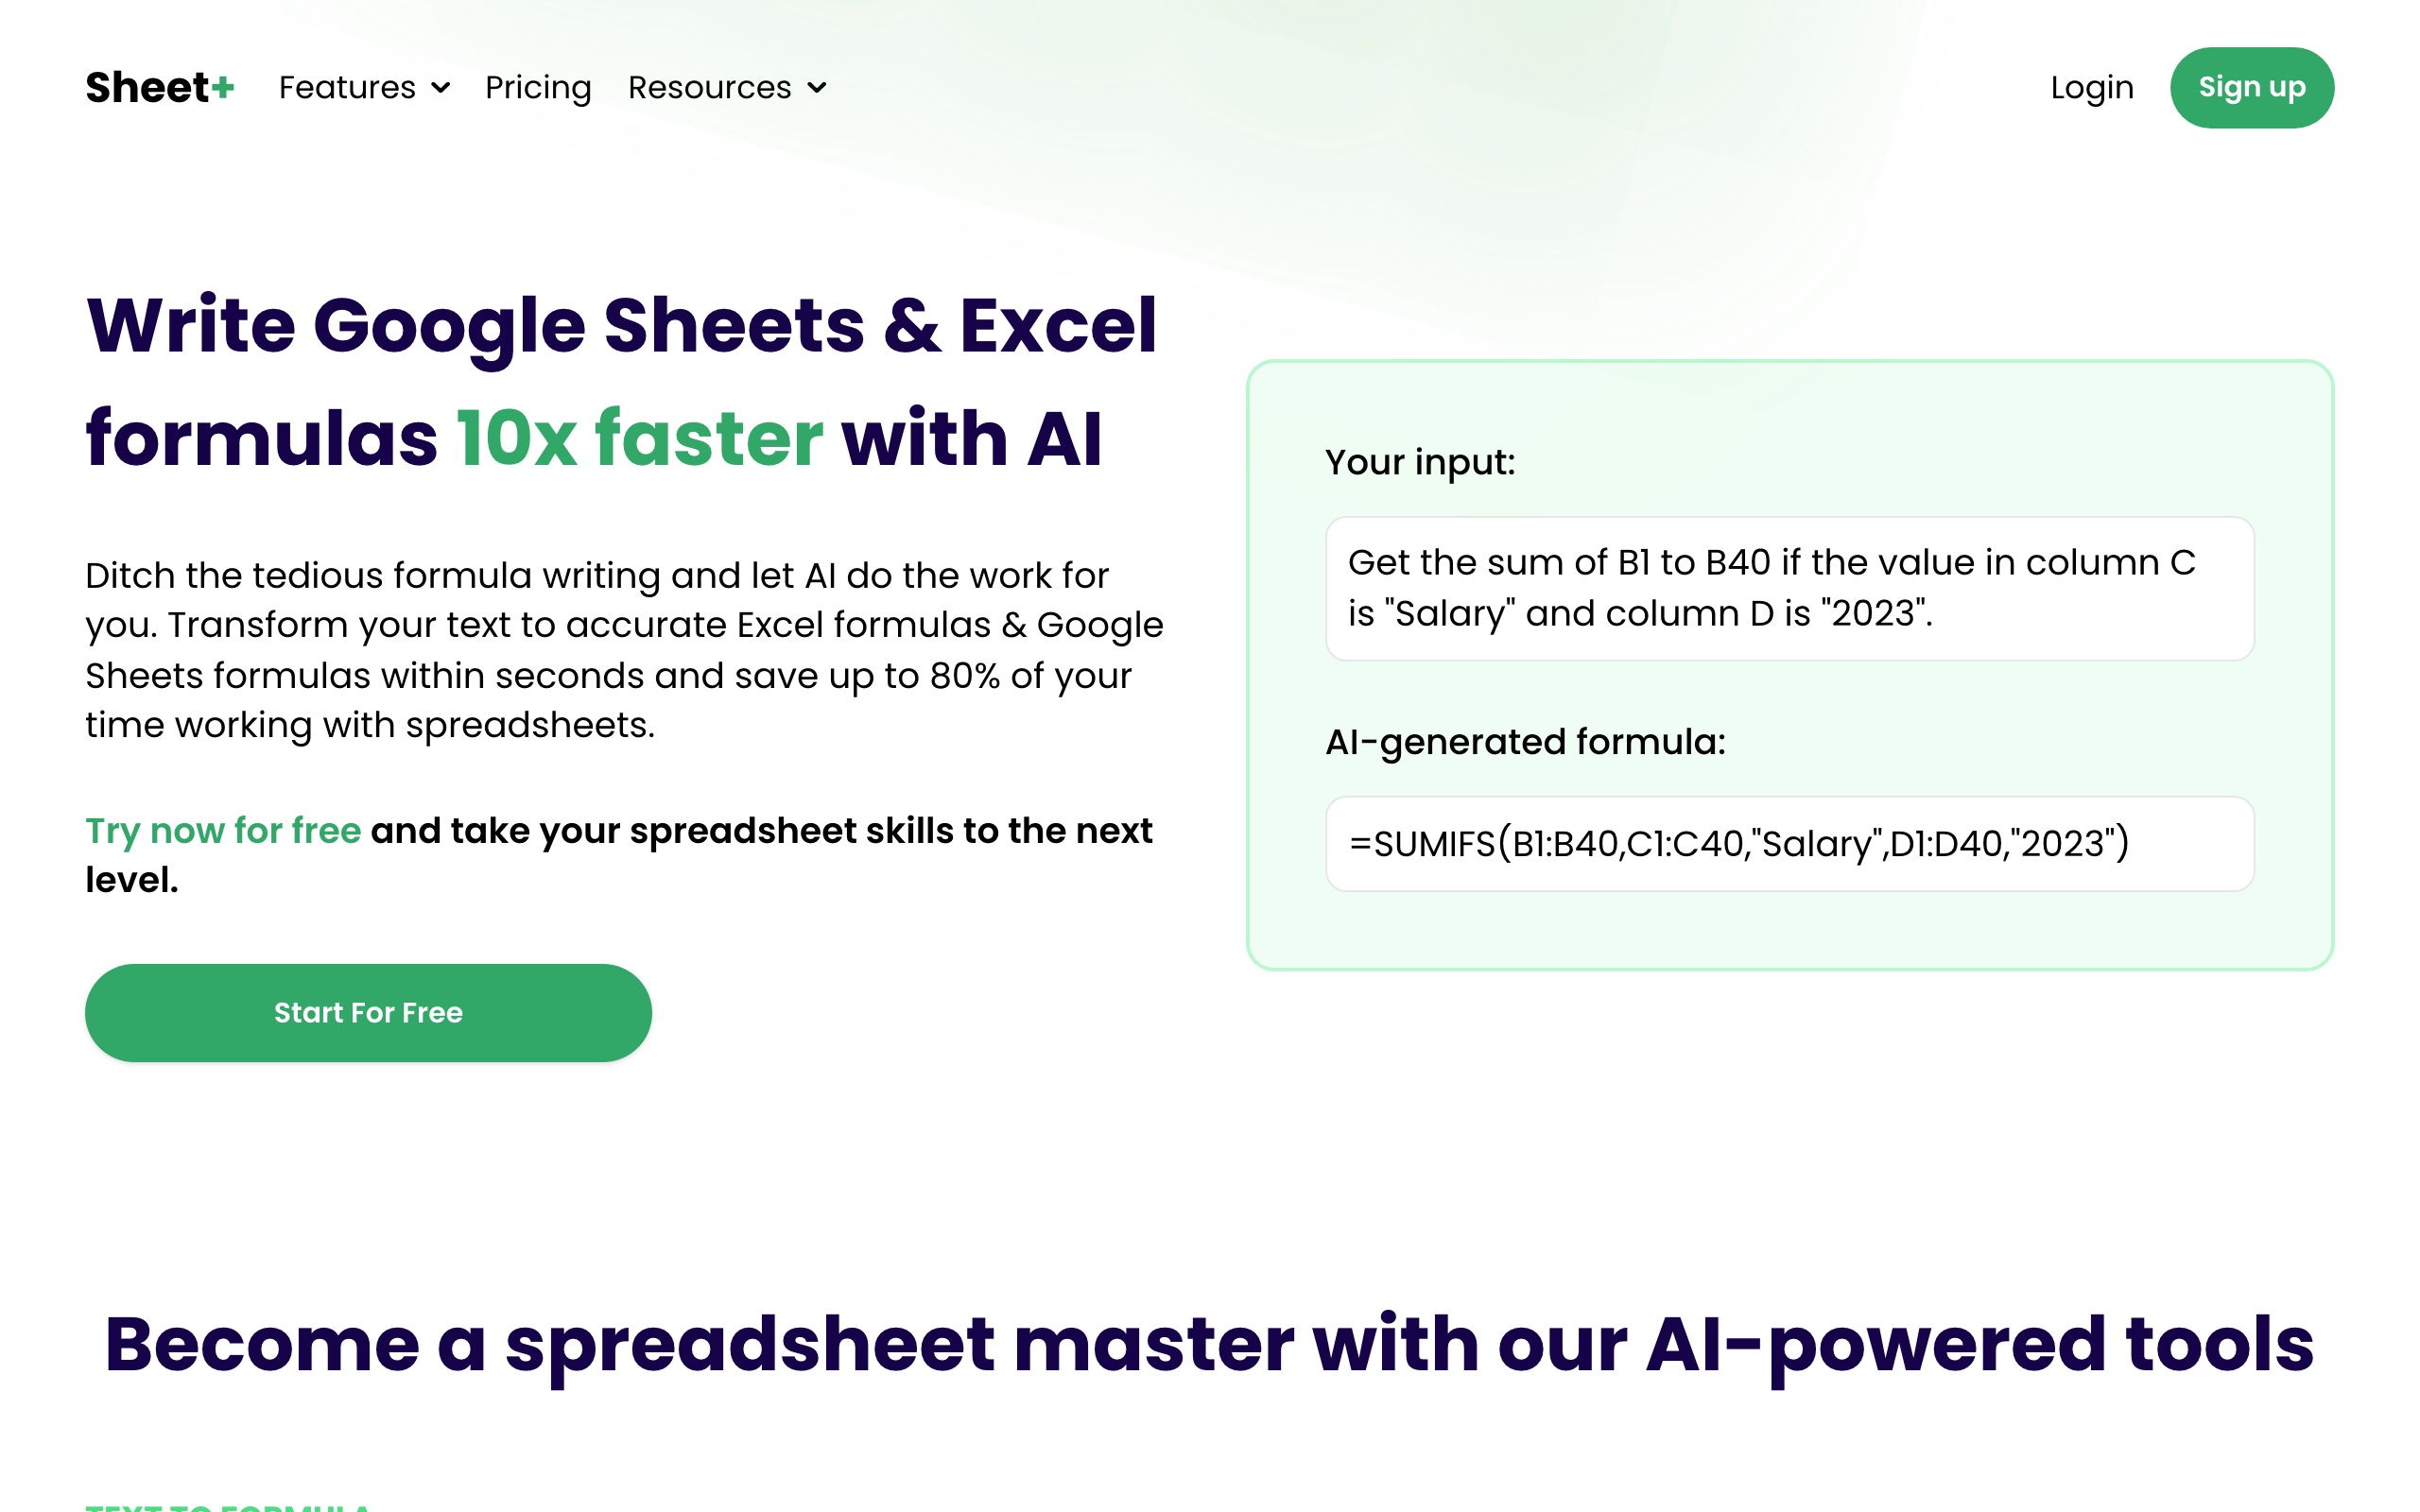 Sheet+
Features
Pricing
Resources
Login
Sign up
Write Google Sheets & Excel
formulas 10x faster with AI
Ditch the tedious formula writing and let AI do the work for
you. Transform your text to accurate Excel formulas & Google
Sheets formulas within seconds and save up to 80% of your
time working with spreadsheets.
Try now for free and take your spreadsheet skills to the next
level.
Start For Free
Your input:
Get the sum of B1 to B40 if the value in column C
is "Salary" and column D is "2023".
AI-generated formula:
=SUMIFS(B1:B40,C1:C40,"Salary",D1:D40,"2023")
Become a spreadsheet master with our AI-powered tools
TEXT TO FORMULA